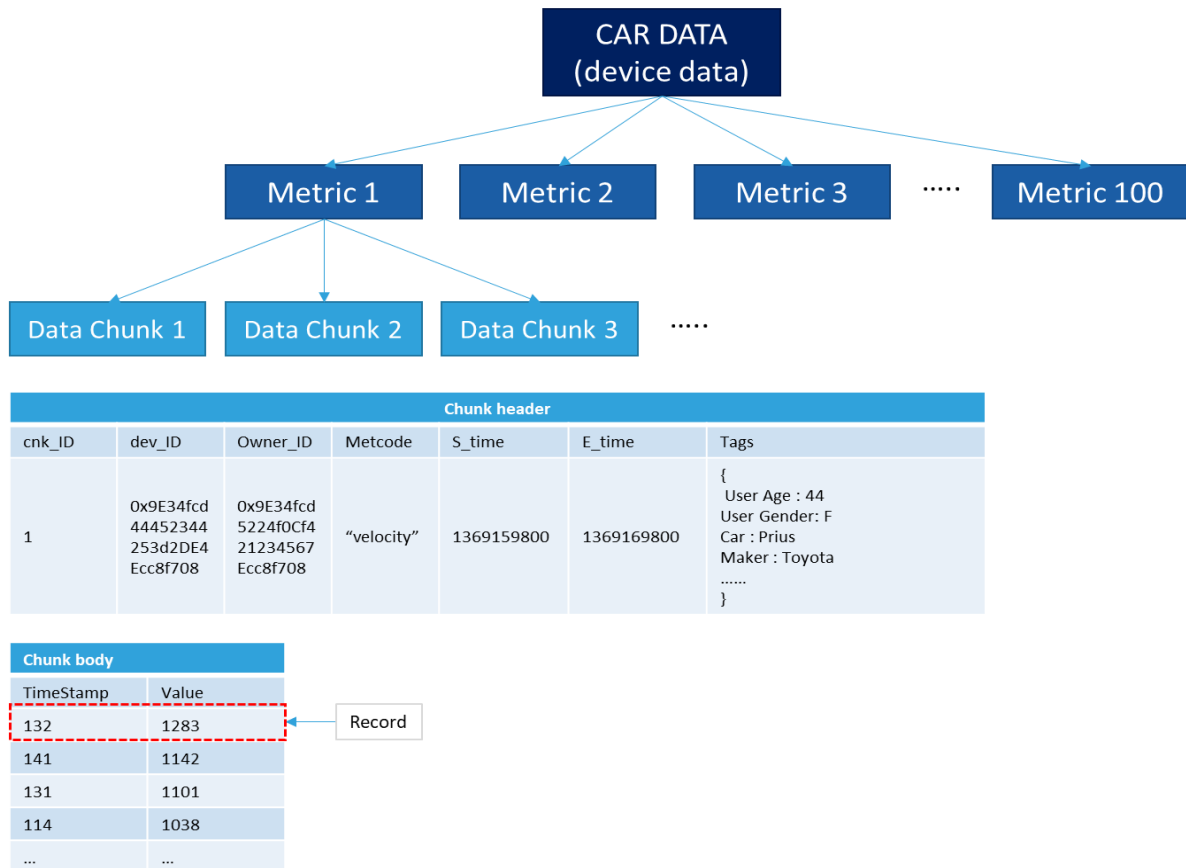 CAR DATA
(device data)
Metric 1
Metric 2
Metric 3
.....
Metric 100
Data Chunk 1
Data Chunk 2
Data Chunk 3
.....
Chunk header
cnk_ID dev_ID Owner_ID Metcode S_time E_time Tags
1
0x9E34fcd
44452344
253d2DE4
Ecc8f708
0x9E34fcd
5224f0Cf4
21234567
Ecc8f708
“velocity”
1369159800
1369169800
{
User Age : 44
User Gender: F
Car : Prius
Maker : Toyota
......
}
Chunk body
TimeStamp Value
132 1283
Record
141 1142
131 1101
114 1038
... ...